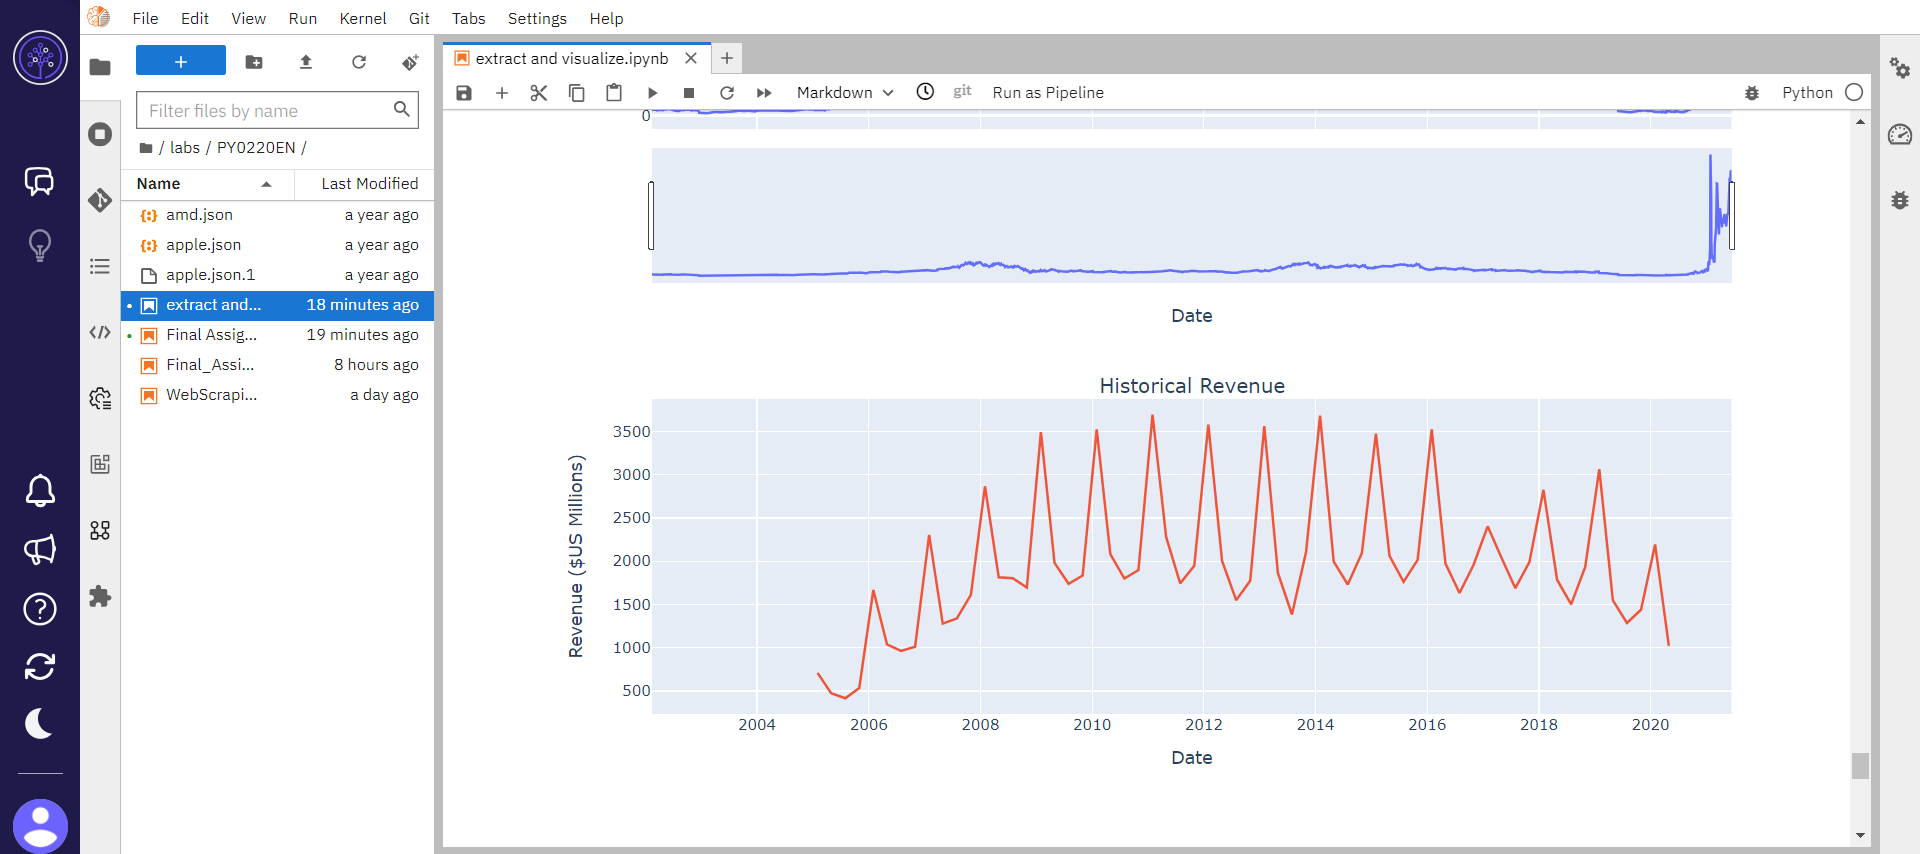 File Edit View Run Kernel Git Tabs Settings Help
Filter files by name
/ labs / PY0220EN /
Name Last Modified
amd.json a year ago
apple.json a year ago
apple.json.1 a year ago
extract and... 18 minutes ago
Final Assig... 19 minutes ago
Final_Assi... 8 hours ago
WebScrapi... a day ago
extract and visualize.ipynb
Markdown git Run as Pipeline Python
0
Date
Historical Revenue
Revenue ($US Millions)
3500
3000
2500
2000
1500
1000
500
2004 2006 2008 2010 2012 2014 2016 2018 2020
Date